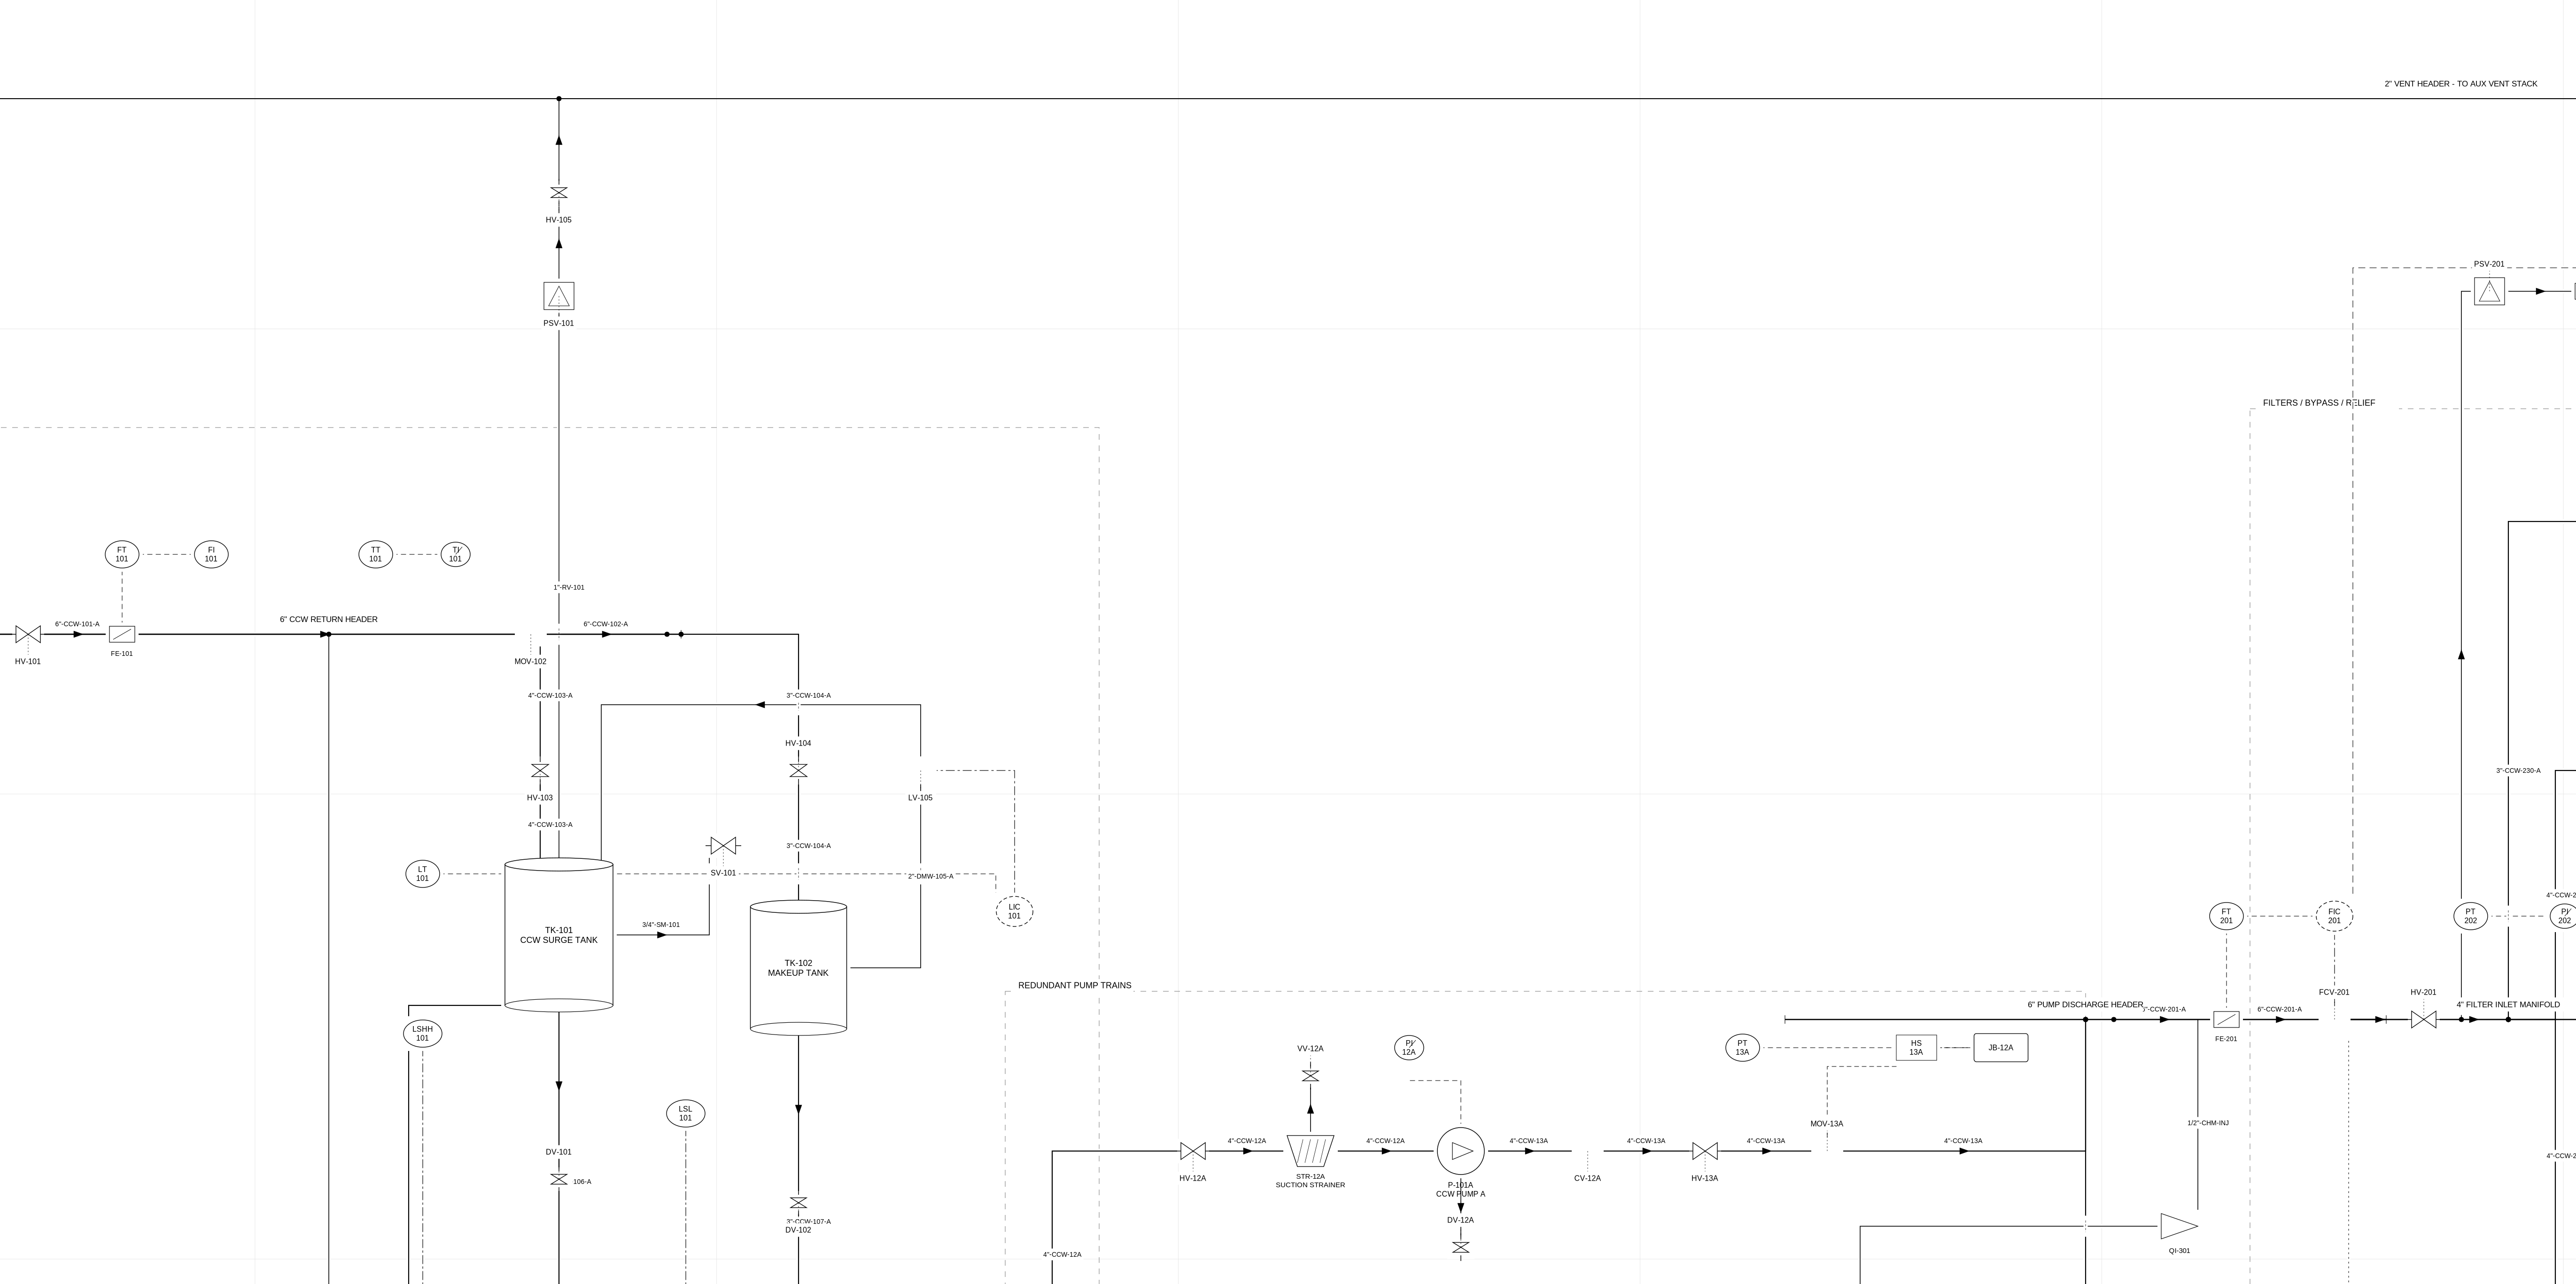 2" VENT HEADER - TO AUX VENT STACK
HV-105
PSV-201
PSV-101
FILTERS / BYPASS / RELIEF
FT
101
FI
101
TT
101
TI
101
1"-RV-101
6" CCW RETURN HEADER
6"-CCW-101-A
6"-CCW-102-A
FE-101
HV-101
MOV-102
4"-CCW-103-A
3"-CCW-104-A
HV-104
3"-CCW-230-A
HV-103
LV-105
4"-CCW-103-A
3"-CCW-104-A
LT
101
SV-101
2"-DMW-105-A
LIC
101
FT
201
FIC
201
PT
202
PI
202
3/4"-SM-101
TK-101
CCW SURGE TANK
TK-102
MAKEUP TANK
REDUNDANT PUMP TRAINS
FCV-201
HV-201
6" PUMP DISCHARGE HEADER
6"-CCW-201-A
4" FILTER INLET MANIFOLD
LSHH
101
FE-201
VV-12A
PI
12A
PT
13A
HS
13A
JB-12A
LSL
101
MOV-13A
1/2"-CHM-INJ
4"-CCW-12A
4"-CCW-12A
4"-CCW-13A
4"-CCW-13A
4"-CCW-13A
4"-CCW-13A
DV-101
106-A
HV-12A
STR-12A
SUCTION STRAINER
P-101A
CCW PUMP A
CV-12A
HV-13A
3"-CCW-107-A
DV-102
DV-12A
4"-CCW-12A
QI-301